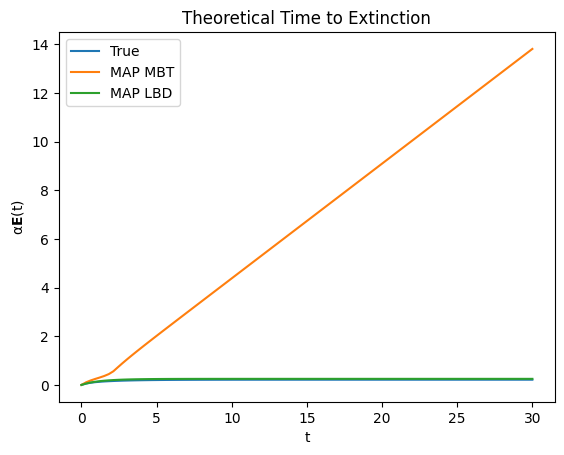 Theoretical Time to Extinction
True
MAP MBT
MAP LBD
14
12
10
8
6
4
2
0
αE(t)
0 5 10 15 20 25 30
t